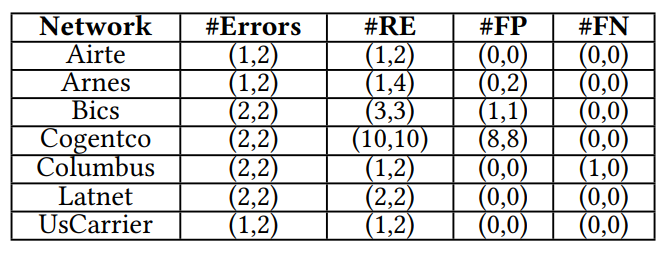 Network #Errors #RE #FP #FN
Airte (1,2) (1,2) (0,0) (0,0)
Arnes (1,2) (1,4) (0,2) (0,0)
Bics (2,2) (3,3) (1,1) (0,0)
Cogentco (2,2) (10,10) (8,8) (0,0)
Columbus (2,2) (1,2) (0,0) (1,0)
Latnet (2,2) (2,2) (0,0) (0,0)
UsCarrier (1,2) (1,2) (0,0) (0,0)